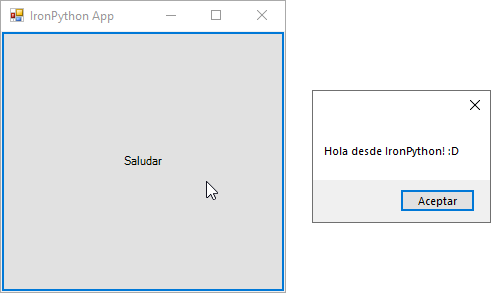 IronPython App
Saludar
Hola desde IronPython! :D
Aceptar